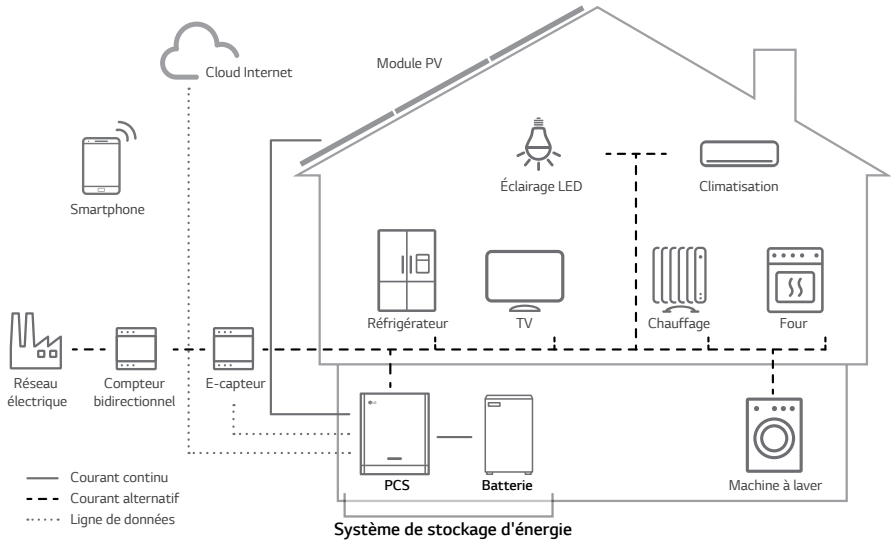 Cloud Internet
Module PV
Smartphone
Éclairage LED
Climatisation
Réfrigérateur
TV
Chauffage
Four
Réseau
électrique
Compteur
bidirectionnel
E-capteur
PCS
Batterie
Machine à laver
Courant continu
Courant alternatif
Ligne de données
Système de stockage d'énergie